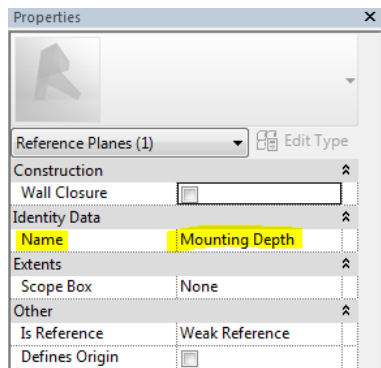 Properties
Reference Planes (1) Edit Type
Construction
Wall Closure
Identity Data
Name Mounting Depth
Extents
Scope Box None
Other
Is Reference Weak Reference
Defines Origin